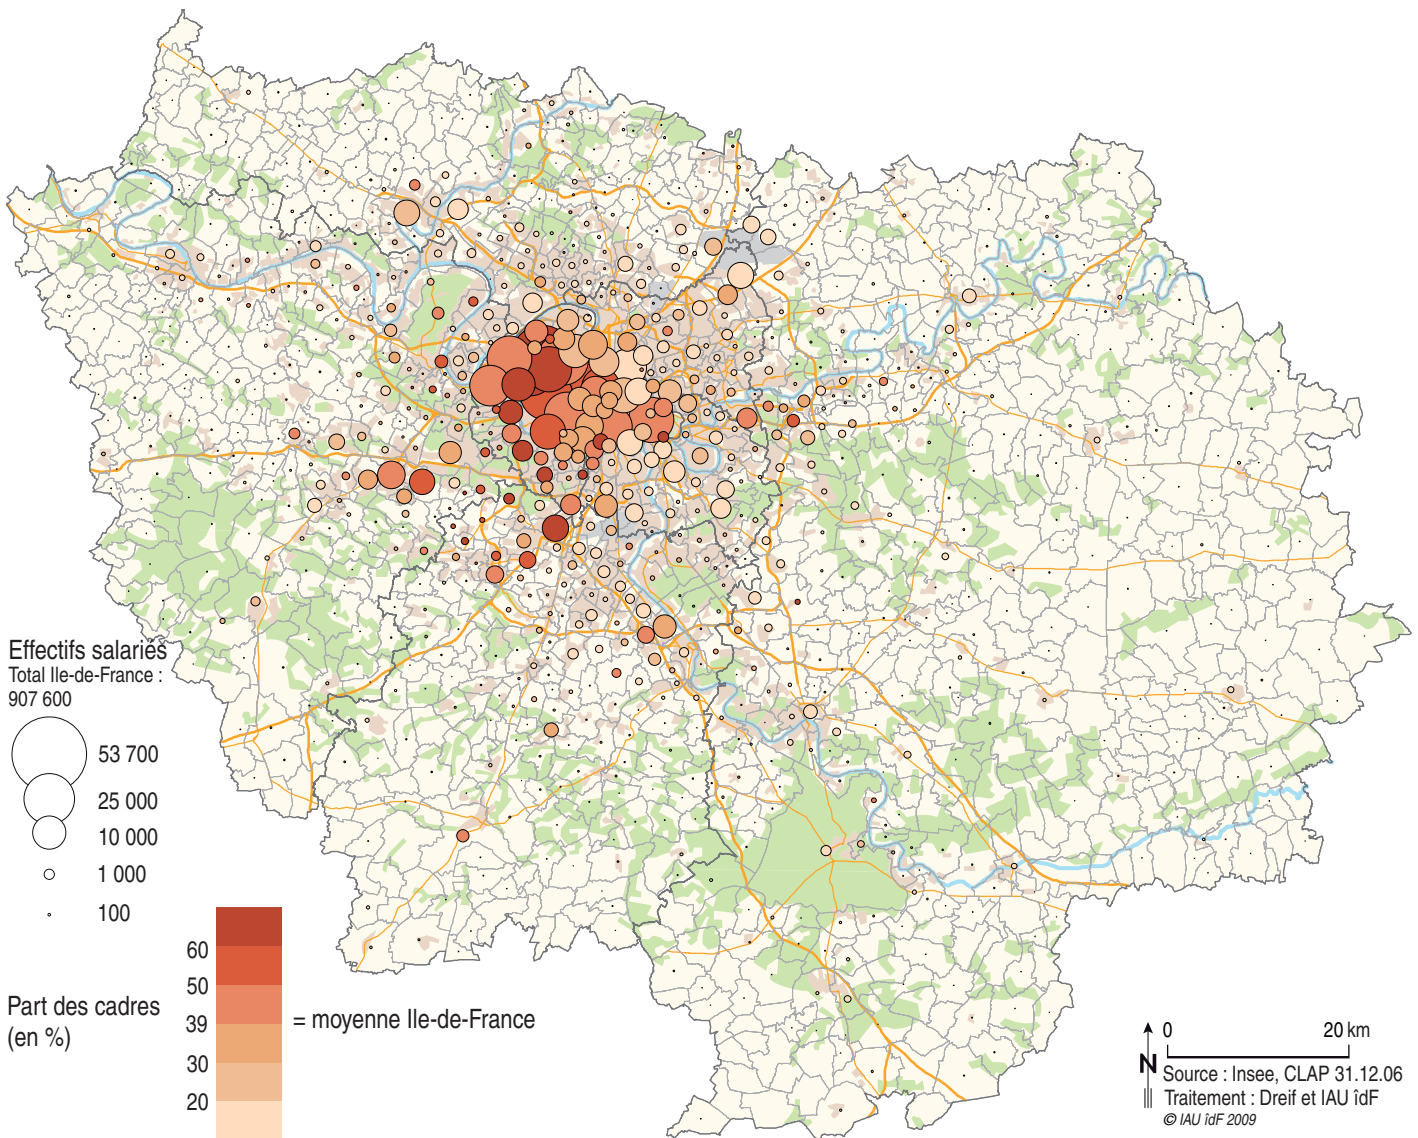 Effectifs salariés
Total Ile-de-France :
907 600
53 700
25 000
10 000
1 000
100
60
50
39
30
20
Part des cadres
(en %)
= moyenne Ile-de-France
0 20 km
N
Source : Insee, CLAP 31.12.06
Traitement : Dreif et IAU îdF
© IAU îdF 2009